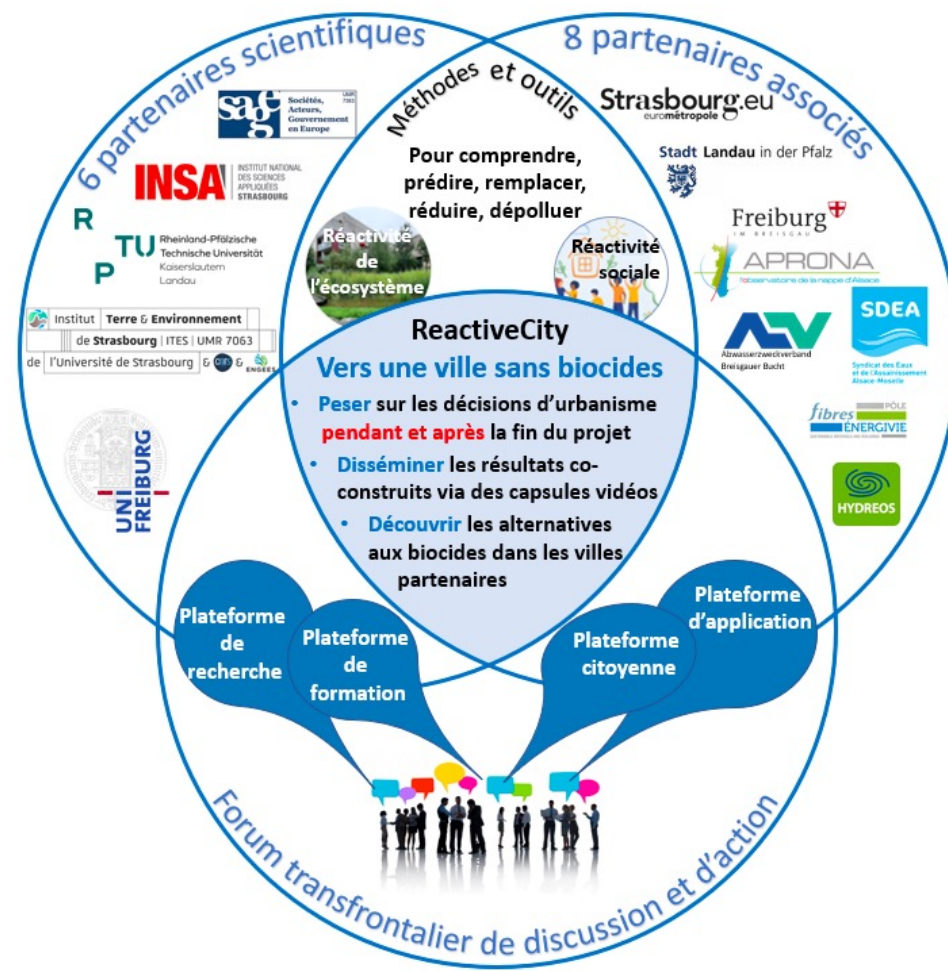 6 partenaires scientifiques
8 partenaires associés
Méthodes et outils
Pour comprendre,
prédire, remplacer,
réduire, dépolluer
Réactivité
de
l'écosystème
Réactivité
sociale
sage
Sociétés,
Acteurs,
Gouvernement
en Europe
UMR
7363
INSA
INSTITUT NATIONAL
DES SCIENCES
APPLIQUÉES
STRASBOURG
R
TU
P
Rheinland-Pfälzische
Technische Universität
Kaiserslautern
Landau
Institut Terre & Environnement
de Strasbourg | ITES | UMR 7063
de l'Université de Strasbourg & cnrs & ENGEES
UNI
FREIBURG
Strasbourg.eu
eurométropole
Stadt Landau in der Pfalz
Freiburg
IM BREISGAU
APRONA
l'observatoire de la nappe d'Alsace
Abwasserzweckverband
Breisgauer Bucht
SDEA
Syndicat des Eaux
et de l'Assainissement
Alsace-Moselle
PÔLE
fibres
ÉNERGIVIE
HYDREOS
ReactiveCity
Vers une ville sans biocides
• Peser sur les décisions d'urbanisme
pendant et après la fin du projet
• Disséminer les résultats co-
construits via des capsules vidéos
• Découvrir les alternatives
aux biocides dans les villes
partenaires
Plateforme
de
recherche
Plateforme
de
formation
Plateforme
citoyenne
Plateforme
d'application
Forum transfrontalier de discussion et d'action